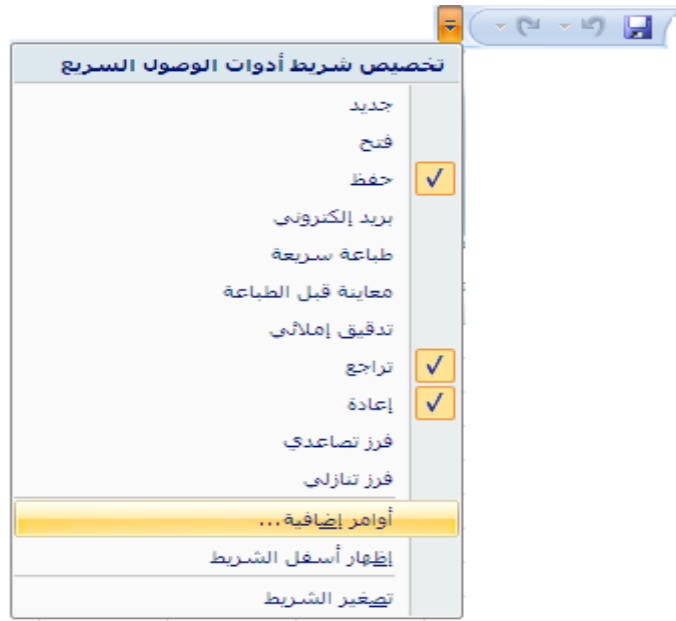 تخصيص شريط أدوات الوصول السريع
جديد
فتح
حفظ
بريد إلكتروني
طباعة سريعة
معاينة قبل الطباعة
تدقيق إملائي
تراجع
إعادة
فرز تصاعدي
فرز تنازلي
أوامر إضافية...
إظهار أسفل الشريط
تصغير الشريط